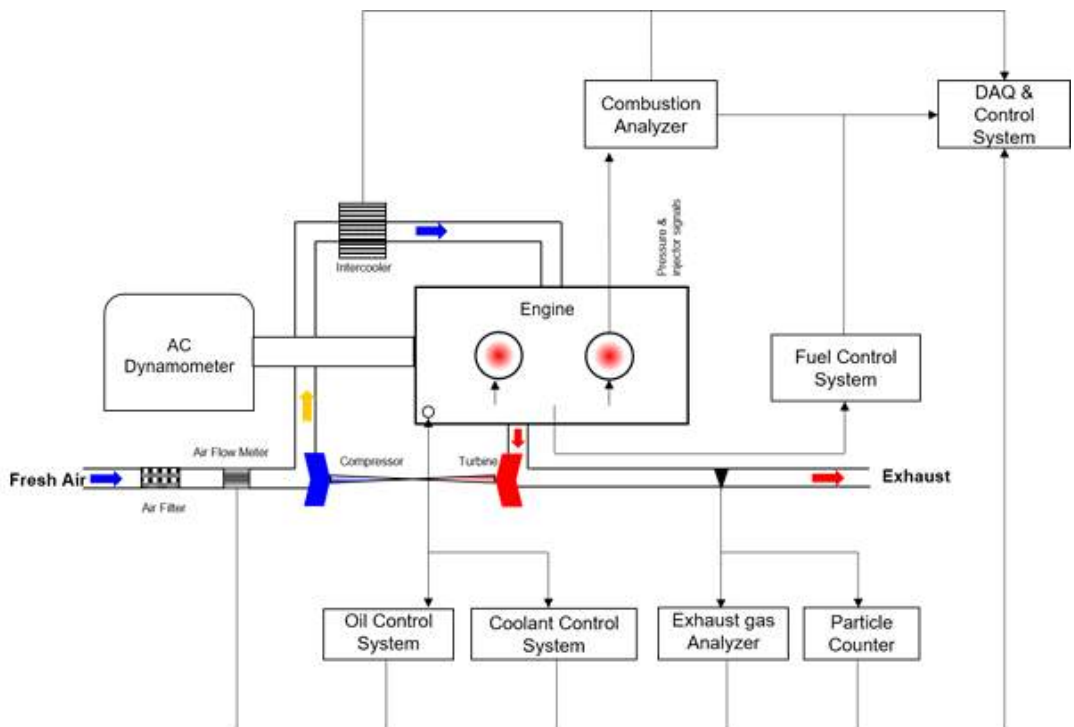 Combustion
Analyzer
DAQ &
Control
System
Pressure &
injector signals
Intercooler
Engine
AC
Dynamometer
Fuel Control
System
Air Flow Meter
Compressor
Turbine
Fresh Air
Exhaust
Air Filter
Oil Control
System
Coolant Control
System
Exhaust gas
Analyzer
Particle
Counter